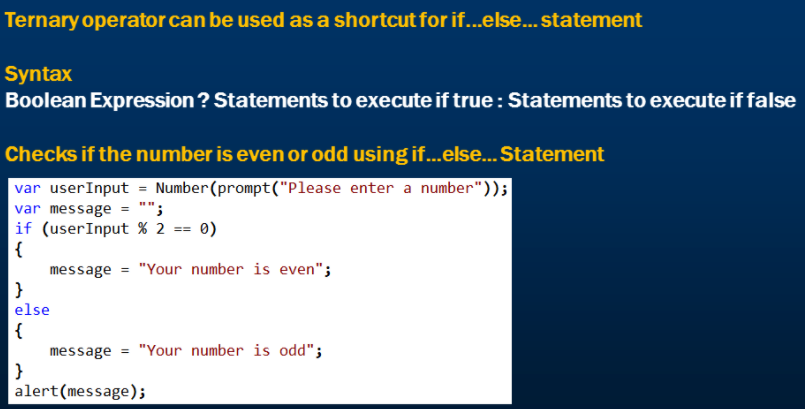 Ternary operator can be used as a shortcut for if...else... statement
Syntax
Boolean Expression ? Statements to execute if true : Statements to execute if false
Checks if the number is even or odd using if...else... Statement
var userInput = Number(prompt("Please enter a number"));
var message = "";
if (userInput % 2 == 0)
{
    message = "Your number is even";
}
else
{
    message = "Your number is odd";
}
alert(message);